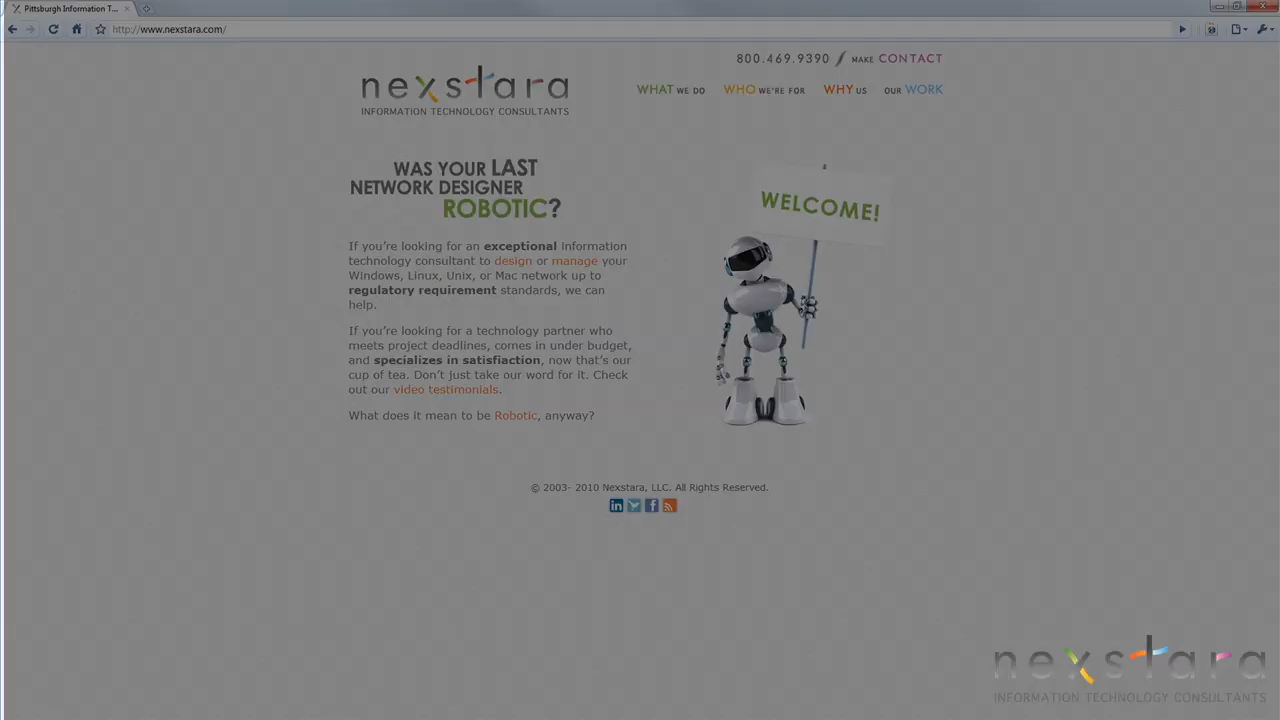 Pittsburgh Information T...
http://www.nexstara.com/
800.469.9390 / MAKE CONTACT
nexstara
INFORMATION TECHNOLOGY CONSULTANTS
WHAT WE DO WHO WE'RE FOR WHY US OUR WORK
WAS YOUR LAST
NETWORK DESIGNER
ROBOTIC?
WELCOME!
If you're looking for an exceptional information
technology consultant to design or manage your
Windows, Linux, Unix, or Mac network up to
regulatory requirement standards, we can
help.
If you're looking for a technology partner who
meets project deadlines, comes in under budget,
and specializes in satisfiaction, now that's our
cup of tea. Don't just take our word for it. Check
out our video testimonials.
What does it mean to be Robotic, anyway?
© 2003- 2010 Nexstara, LLC. All Rights Reserved.
in f
nexstara
INFORMATION TECHNOLOGY CONSULTANTS